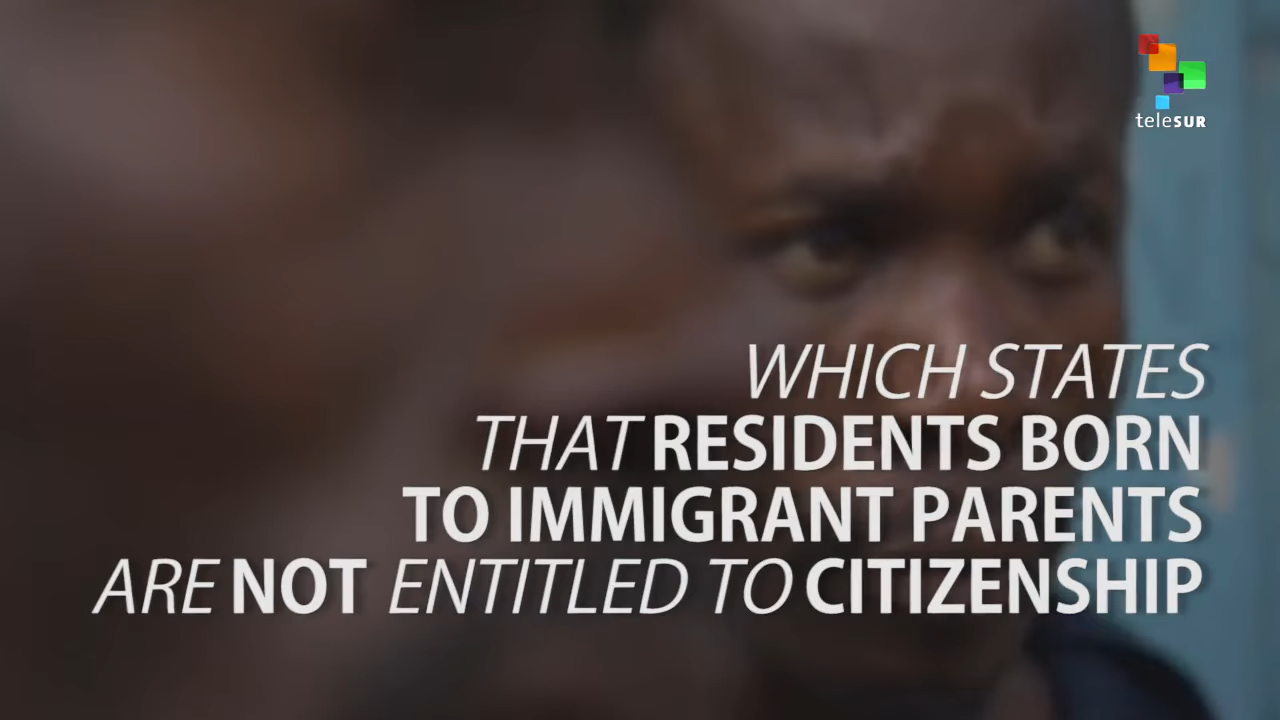 teleSUR
WHICH STATES
THAT RESIDENTS BORN
TO IMMIGRANT PARENTS
ARE NOT ENTITLED TO CITIZENSHIP